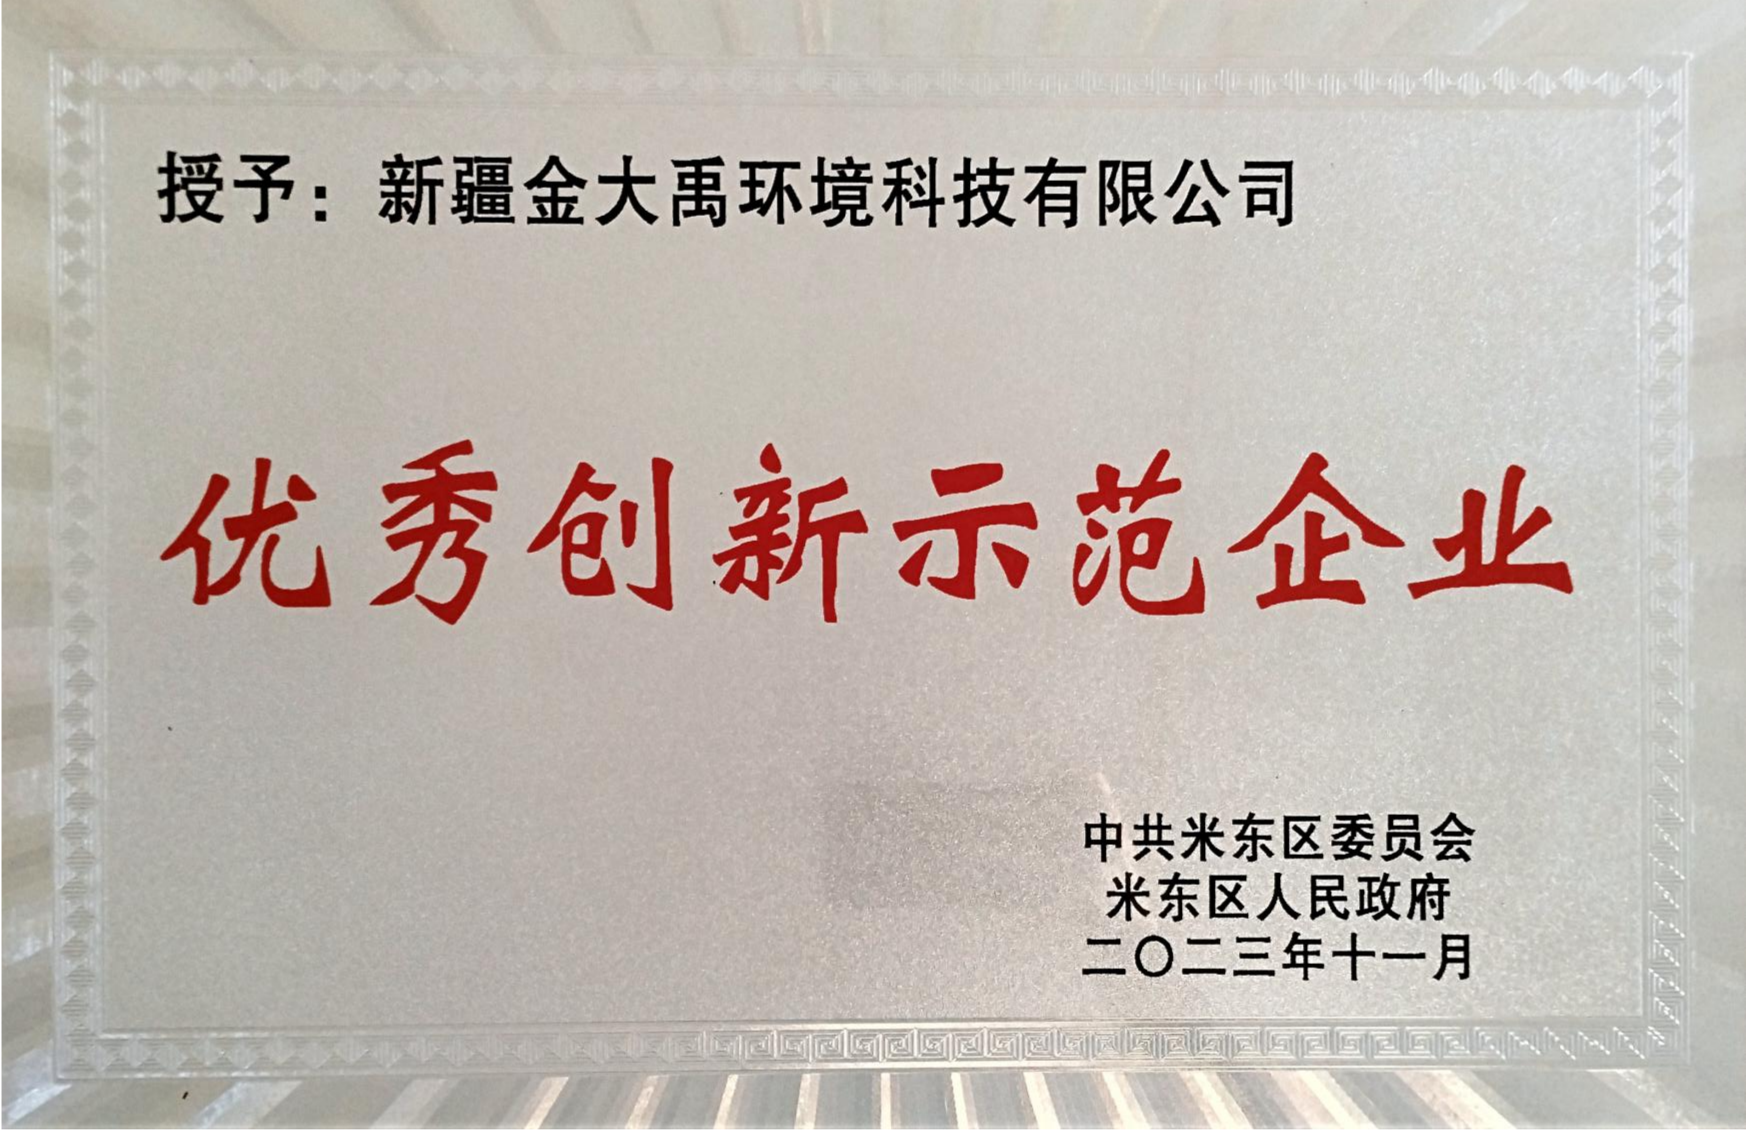 授予：新疆金大禹环境科技有限公司
优秀创新示范企业
中共米东区委员会
米东区人民政府
二〇二三年十一月